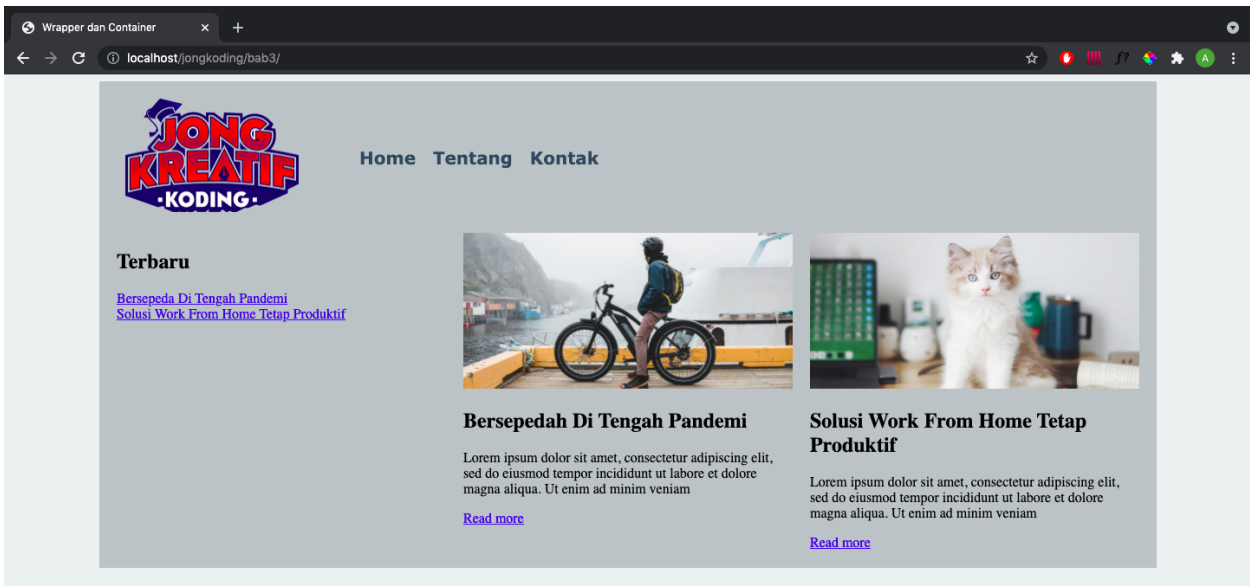 Wrapper dan Container
localhost/jongkoding/bab3/
f?
A
JONG
KREATIF
·KODING·
Home Tentang Kontak
Terbaru
Bersepeda Di Tengah Pandemi
Solusi Work From Home Tetap Produktif
Bersepedah Di Tengah Pandemi
Lorem ipsum dolor sit amet, consectetur adipiscing elit,
sed do eiusmod tempor incididunt ut labore et dolore
magna aliqua. Ut enim ad minim veniam
Read more
Solusi Work From Home Tetap
Produktif
Lorem ipsum dolor sit amet, consectetur adipiscing elit,
sed do eiusmod tempor incididunt ut labore et dolore
magna aliqua. Ut enim ad minim veniam
Read more